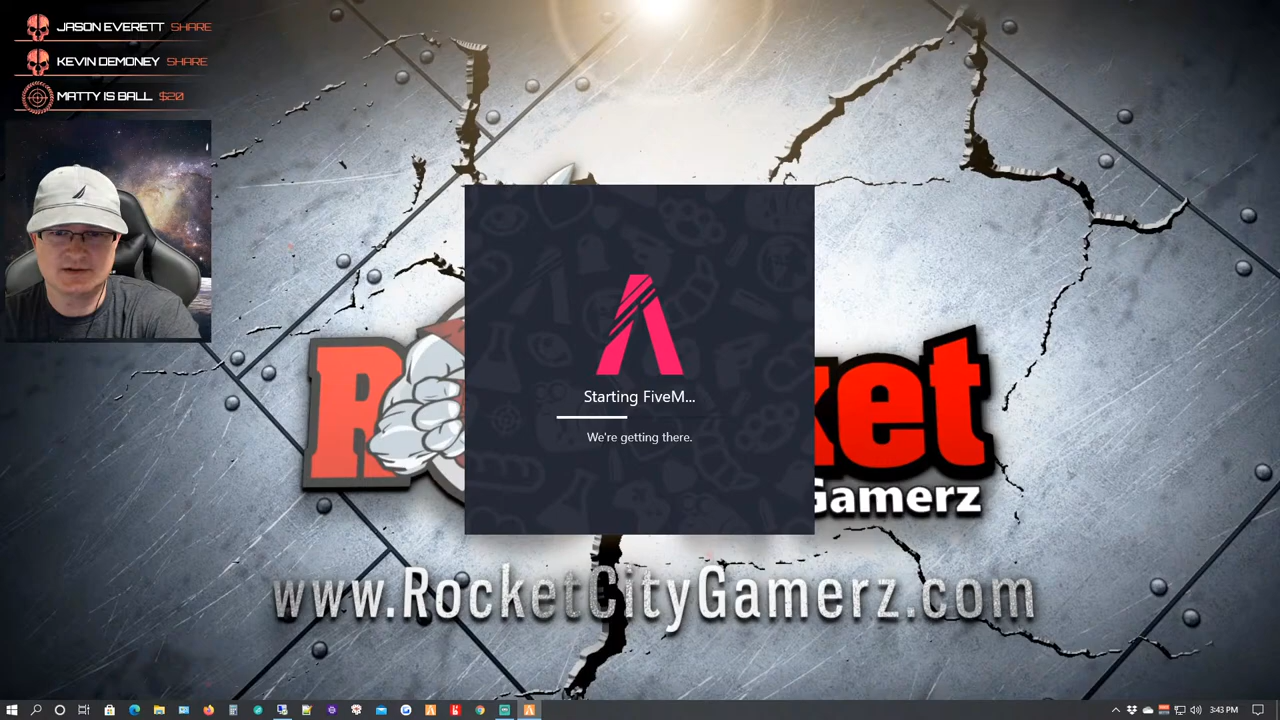 JASON EVERETT SHARE
KEVIN DEMONEY SHARE
MATTY IS BALL $20
Starting FiveM...
We're getting there.
R
ket
Gamerz
www.RocketCityGamerz.com
3:43 PM